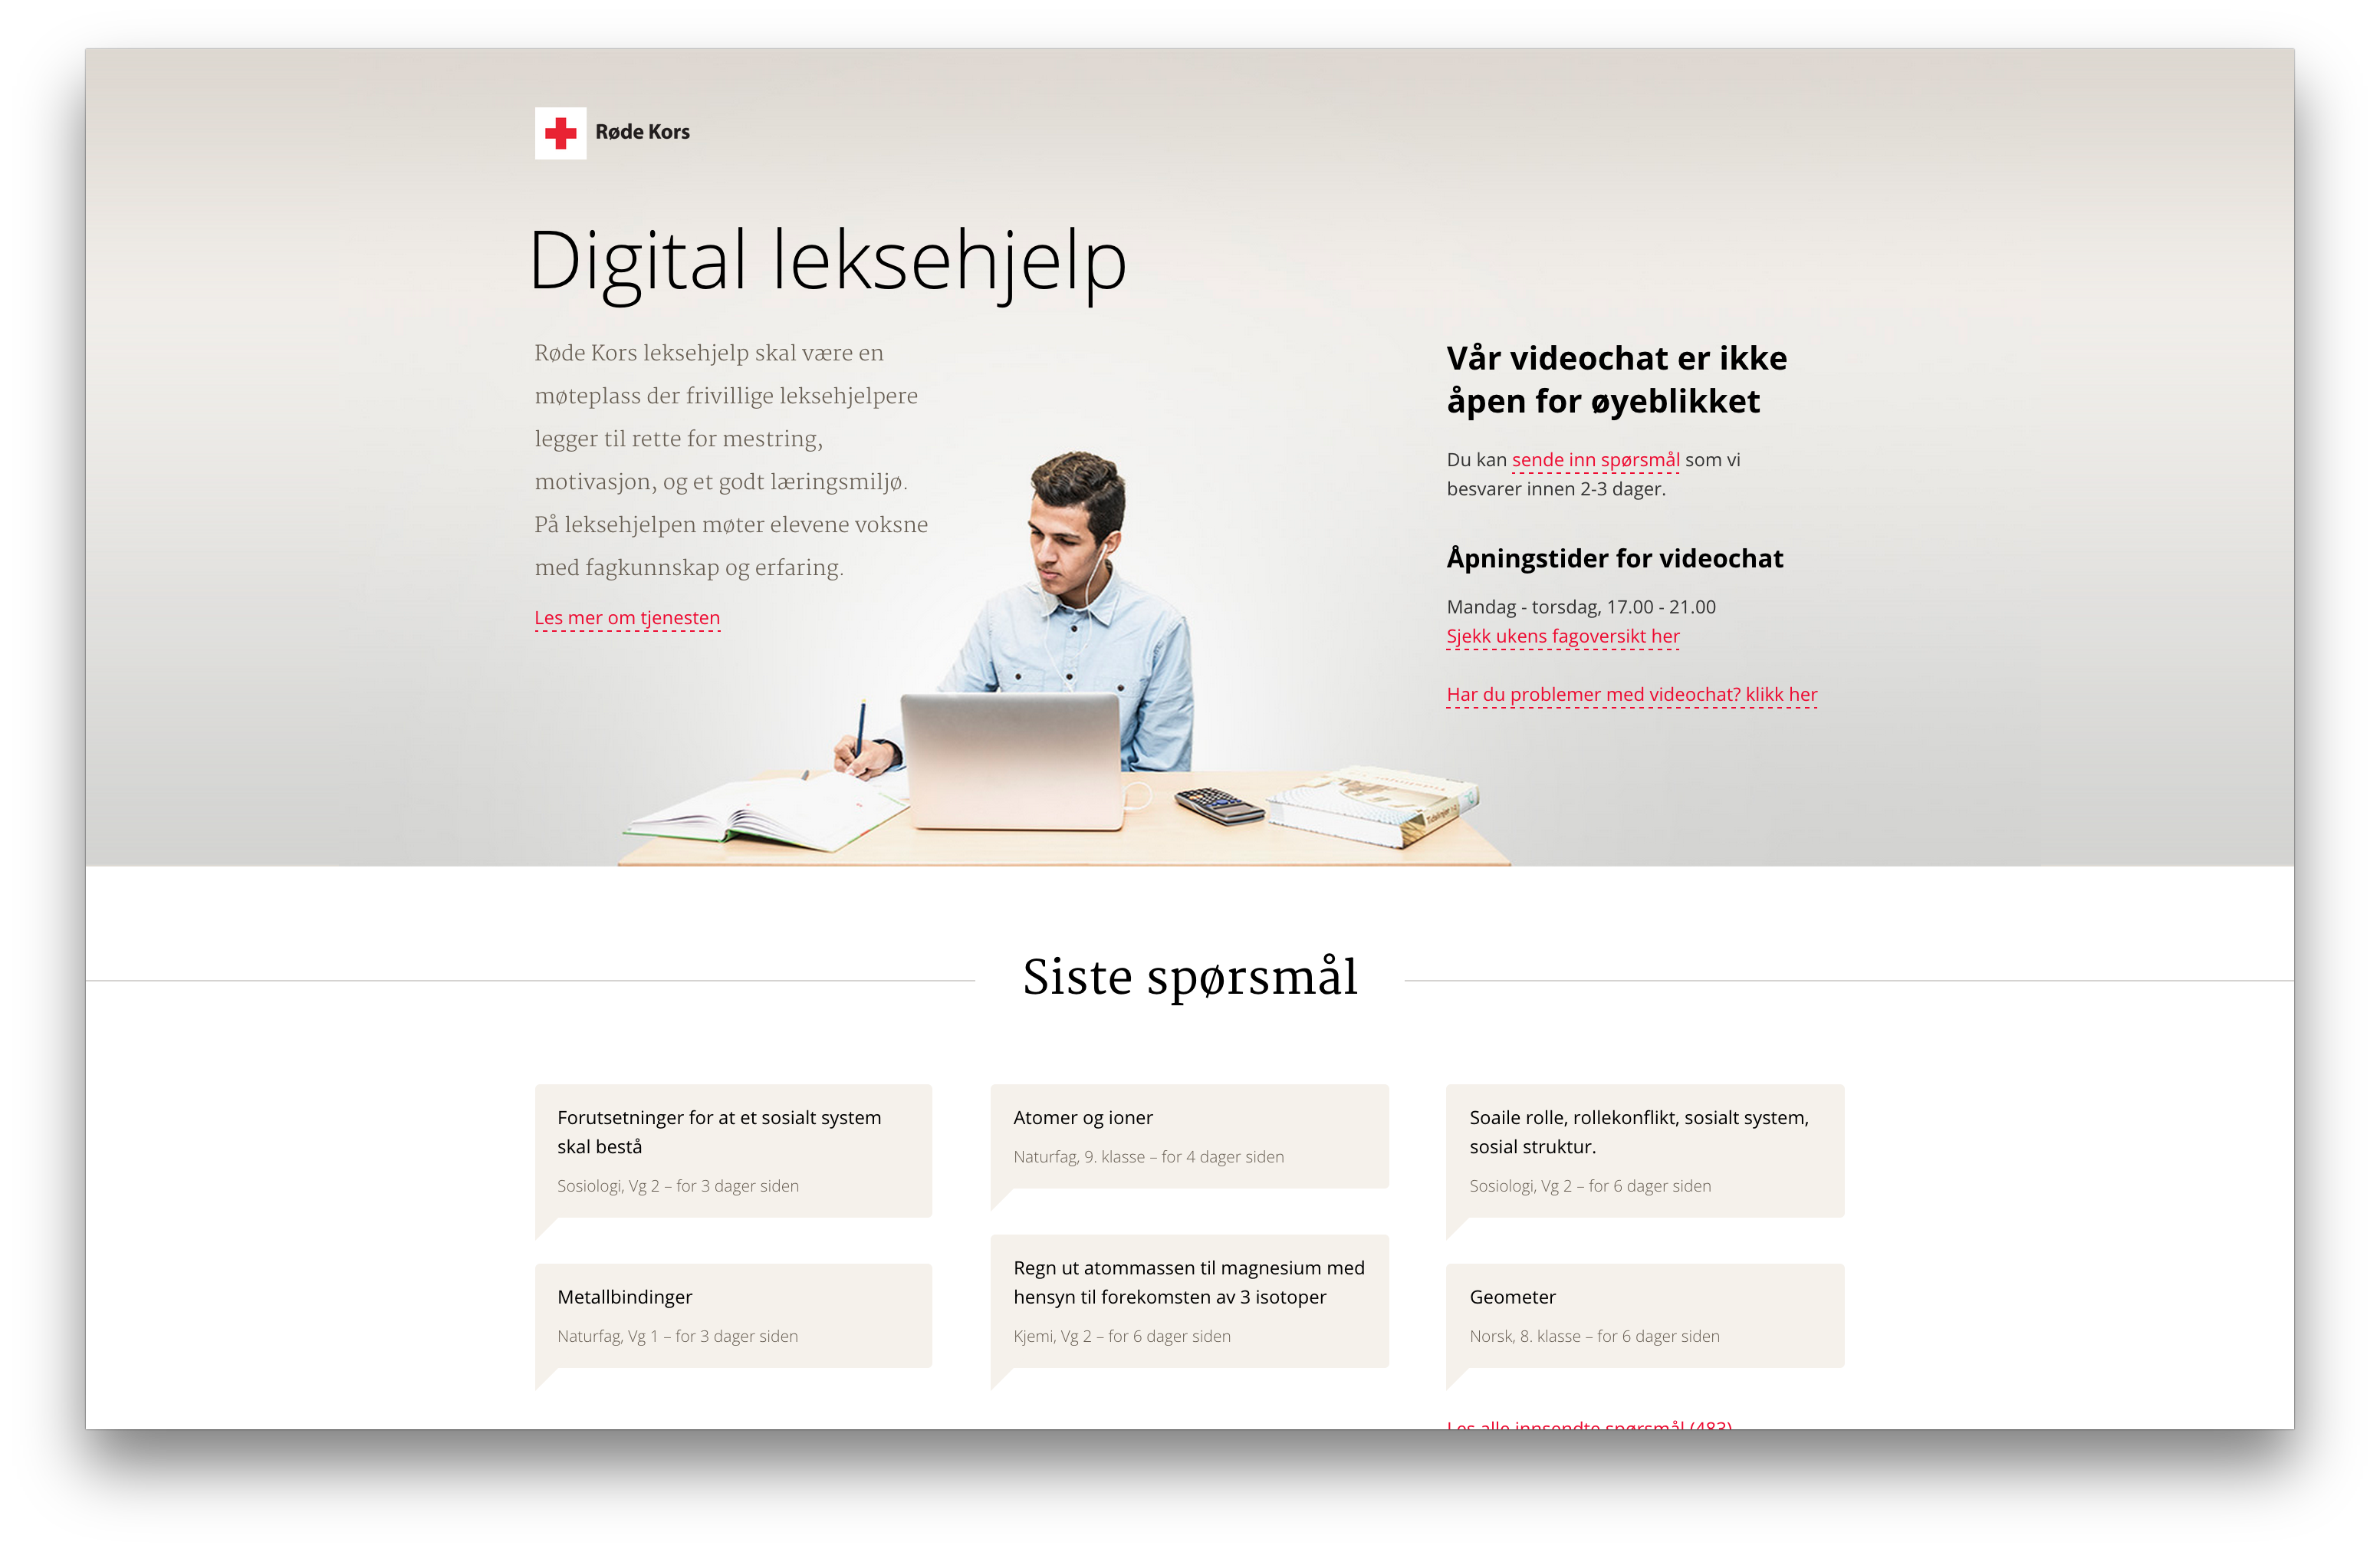 Røde Kors
Digital leksehjelp
Røde Kors leksehjelp skal være en
møteplass der frivillige leksehjelpere
legger til rette for mestring,
motivasjon, og et godt læringsmiljø.
På leksehjelpen møter elevene voksne
med fagkunnskap og erfaring.
Les mer om tjenesten
Vår videochat er ikke
åpen for øyeblikket
Du kan sende inn spørsmål som vi
besvarer innen 2-3 dager.
Åpningstider for videochat
Mandag - torsdag, 17.00 - 21.00
Sjekk ukens fagoversikt her
Har du problemer med videochat? klikk her
Siste spørsmål
Forutsetninger for at et sosialt system
skal bestå
Sosiologi, Vg 2 – for 3 dager siden
Metallbindinger
Naturfag, Vg 1 – for 3 dager siden
Atomer og ioner
Naturfag, 9. klasse – for 4 dager siden
Regn ut atommassen til magnesium med
hensyn til forekomsten av 3 isotoper
Kjemi, Vg 2 – for 6 dager siden
Soaile rolle, rollekonflikt, sosialt system,
sosial struktur.
Sosiologi, Vg 2 – for 6 dager siden
Geometer
Norsk, 8. klasse – for 6 dager siden
Les alle innsendte spørsmål (483)